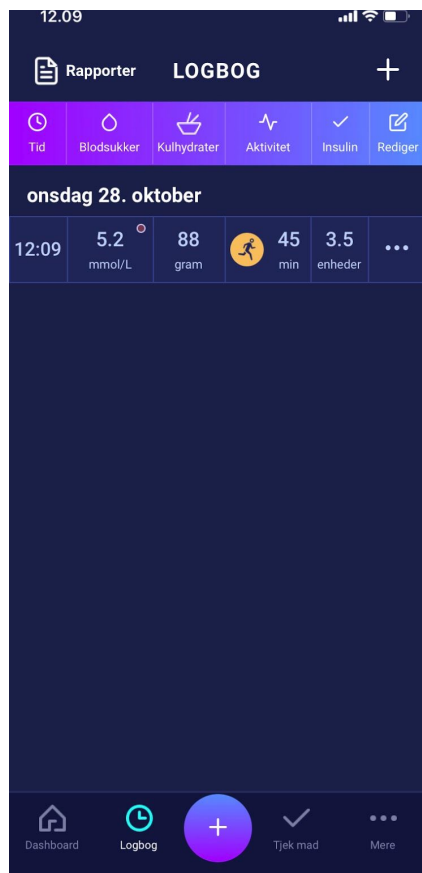 12.09
Rapporter LOGBOG
Tid Blodsukker Kulhydrater Aktivitet Insulin Rediger
onsdag 28. oktober
12:09 5.2 88 45 3.5
mmol/L gram min enheder
Dashboard Logbog Tjek mad Mere